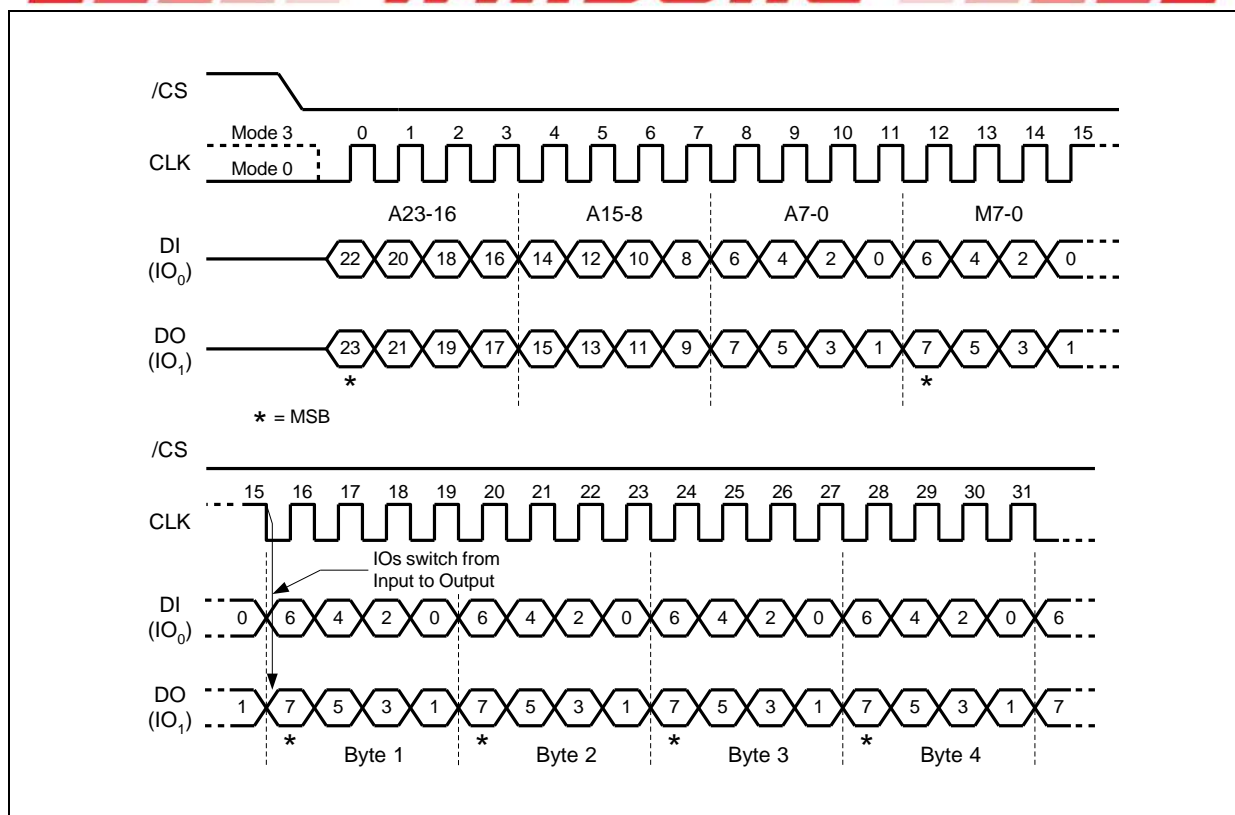 /CS
Mode 3 0 1 2 3 4 5 6 7 8 9 10 11 12 13 14 15
CLK
Mode 0
A23-16 A15-8 A7-0 M7-0
DI
(IO0) 22 20 18 16 14 12 10 8 6 4 2 0 6 4 2 0
DO
(IO1) 23 21 19 17 15 13 11 9 7 5 3 1 7 5 3 1
* *
* = MSB
/CS
15 16 17 18 19 20 21 22 23 24 25 26 27 28 29 30 31
CLK
IOs switch from
Input to Output
DI
(IO0) 0 6 4 2 0 6 4 2 0 6 4 2 0 6 4 2 0 6
DO
(IO1) 1 7 5 3 1 7 5 3 1 7 5 3 1 7 5 3 1 7
* * * *
Byte 1 Byte 2 Byte 3 Byte 4